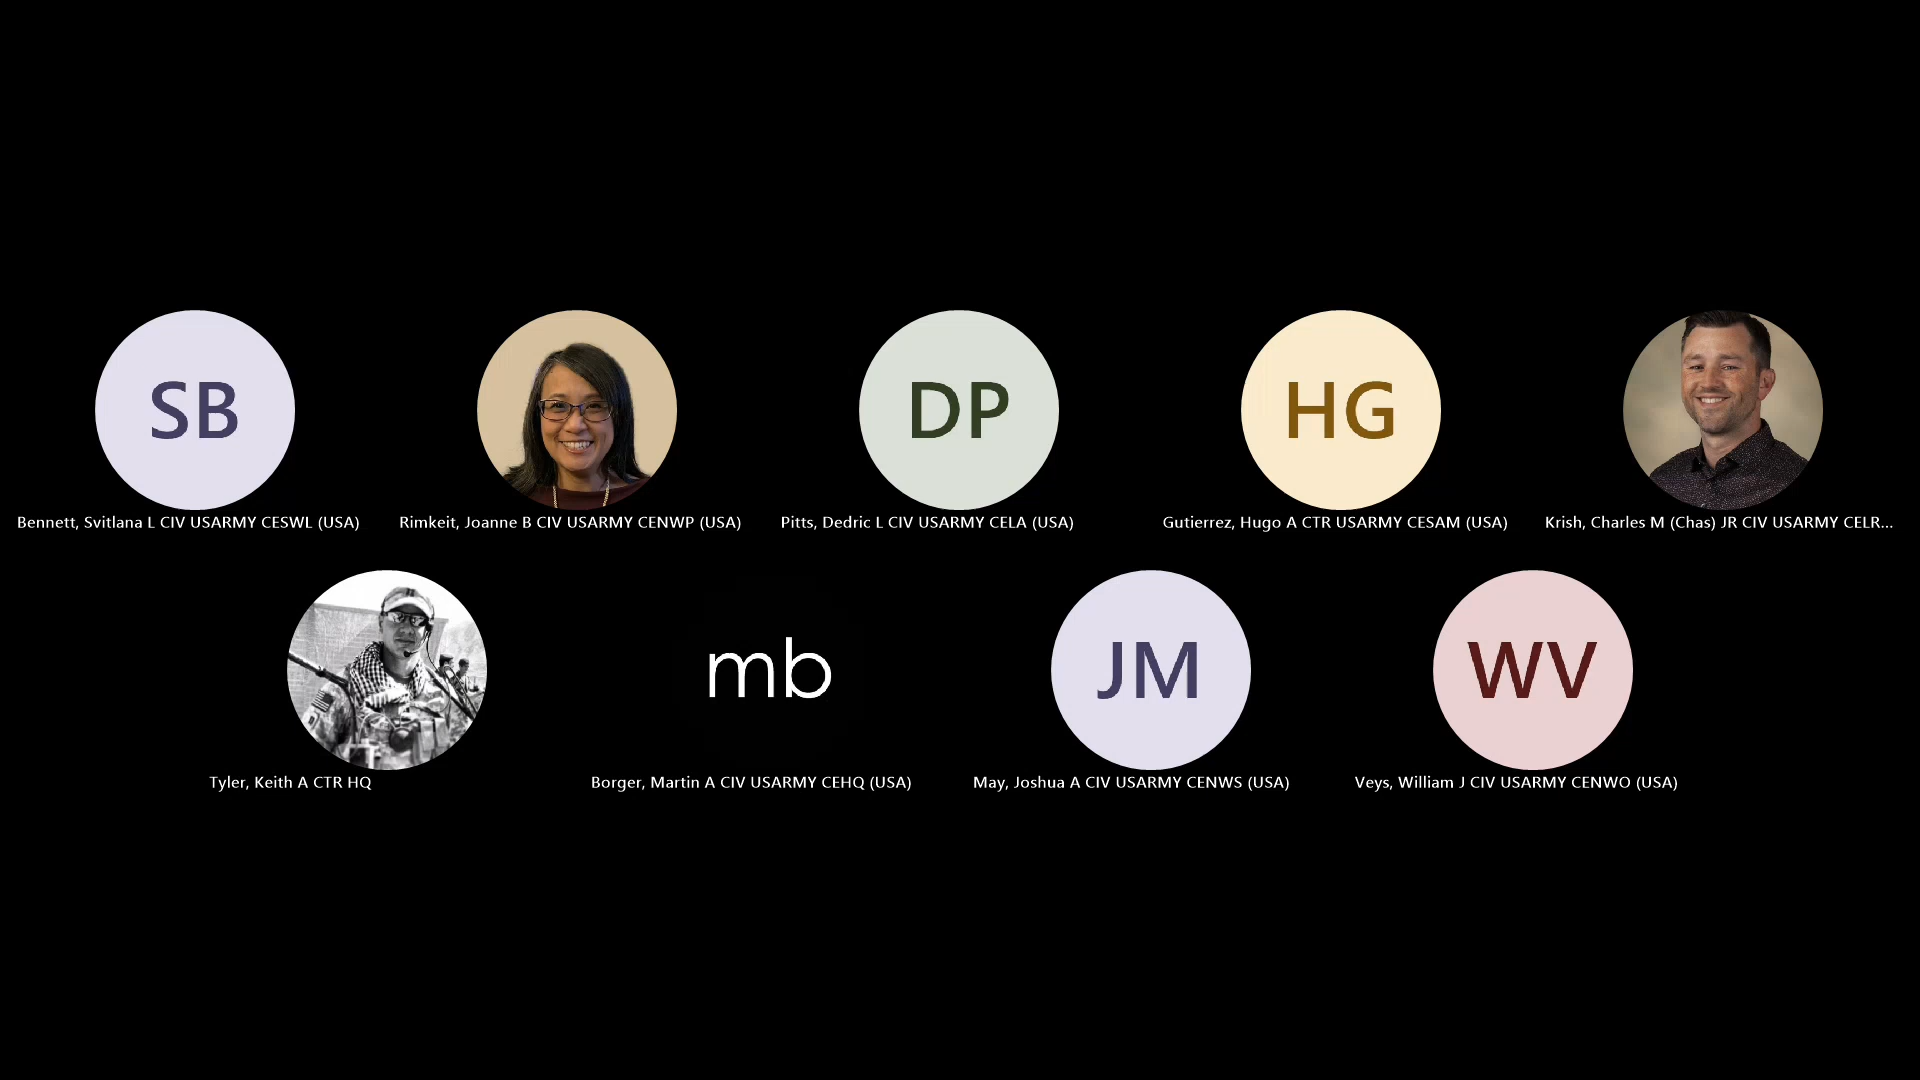 SB
DP
HG
Bennett, Svitlana L CIV USARMY CESWL (USA)
Rimkeit, Joanne B CIV USARMY CENWP (USA)
Pitts, Dedric L CIV USARMY CELA (USA)
Gutierrez, Hugo A CTR USARMY CESAM (USA)
Krish, Charles M (Chas) JR CIV USARMY CELR...
mb
JM
WV
Tyler, Keith A CTR HQ
Borger, Martin A CIV USARMY CEHQ (USA)
May, Joshua A CIV USARMY CENWS (USA)
Veys, William J CIV USARMY CENWO (USA)